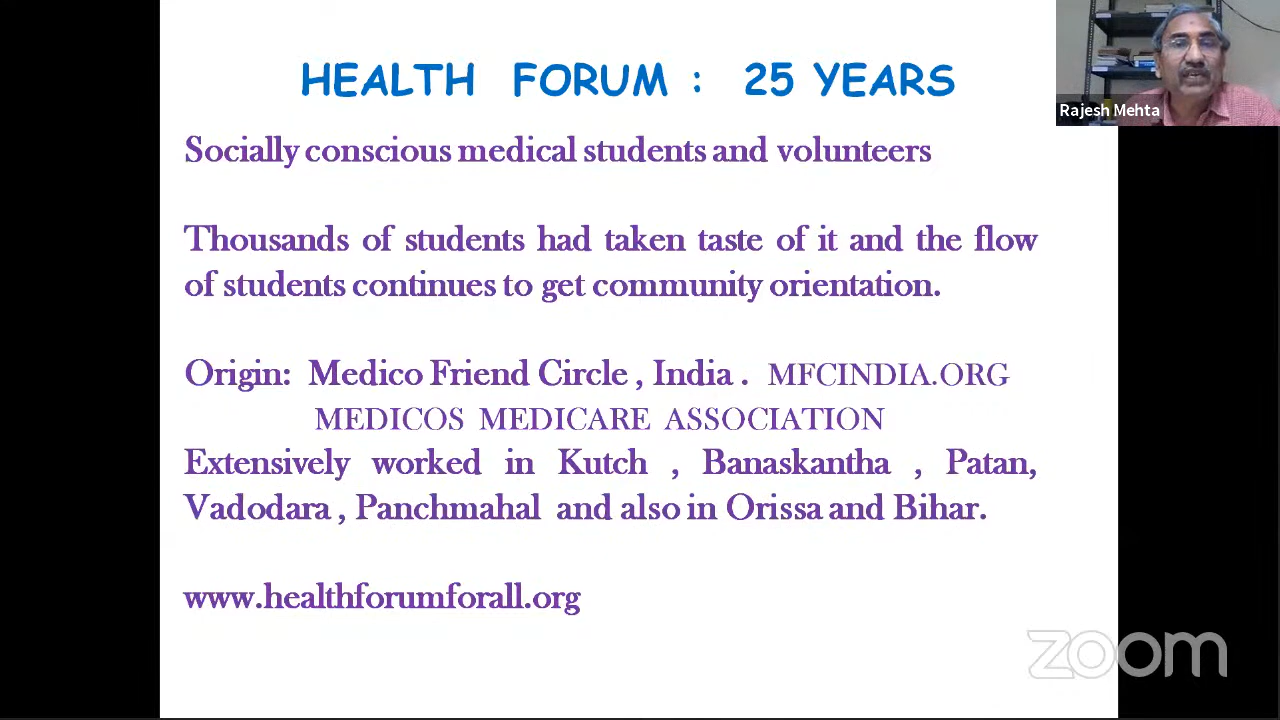 HEALTH FORUM : 25 YEARS
Rajesh Mehta
Socially conscious medical students and volunteers
Thousands of students had taken taste of it and the flow
of students continues to get community orientation.
Origin: Medico Friend Circle , India . MFCINDIA.ORG
MEDICOS MEDICARE ASSOCIATION
Extensively worked in Kutch , Banaskantha , Patan,
Vadodara , Panchmahal and also in Orissa and Bihar.
www.healthforumforall.org
zoom